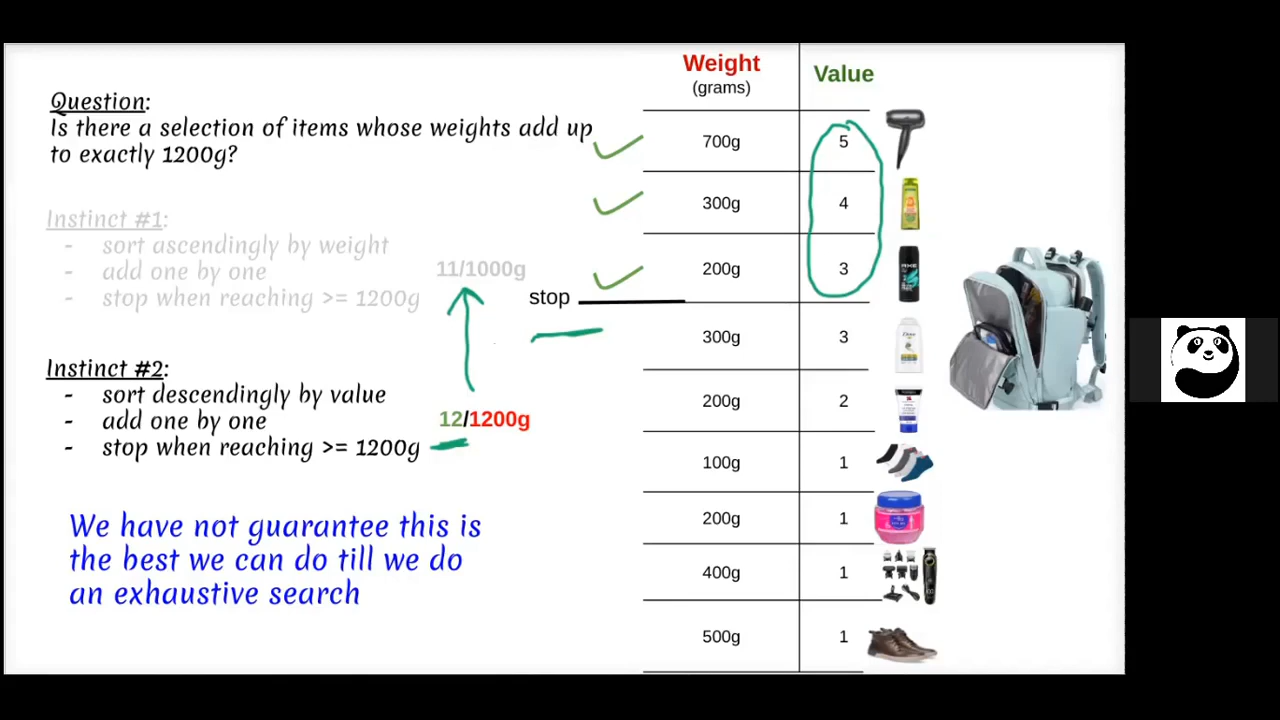 Question:
Is there a selection of items whose weights add up
to exactly 1200g?
Instinct #1:
- sort ascendingly by weight
- add one by one
- stop when reaching >= 1200g
11/1000g
stop
Instinct #2:
- sort descendingly by value
- add one by one
- stop when reaching >= 1200g
12/1200g
We have not guarantee this is
the best we can do till we do
an exhaustive search
Weight Value
(grams)
700g 5
300g 4
200g 3
300g 3
200g 2
100g 1
200g 1
400g 1
500g 1
AXE
Dove